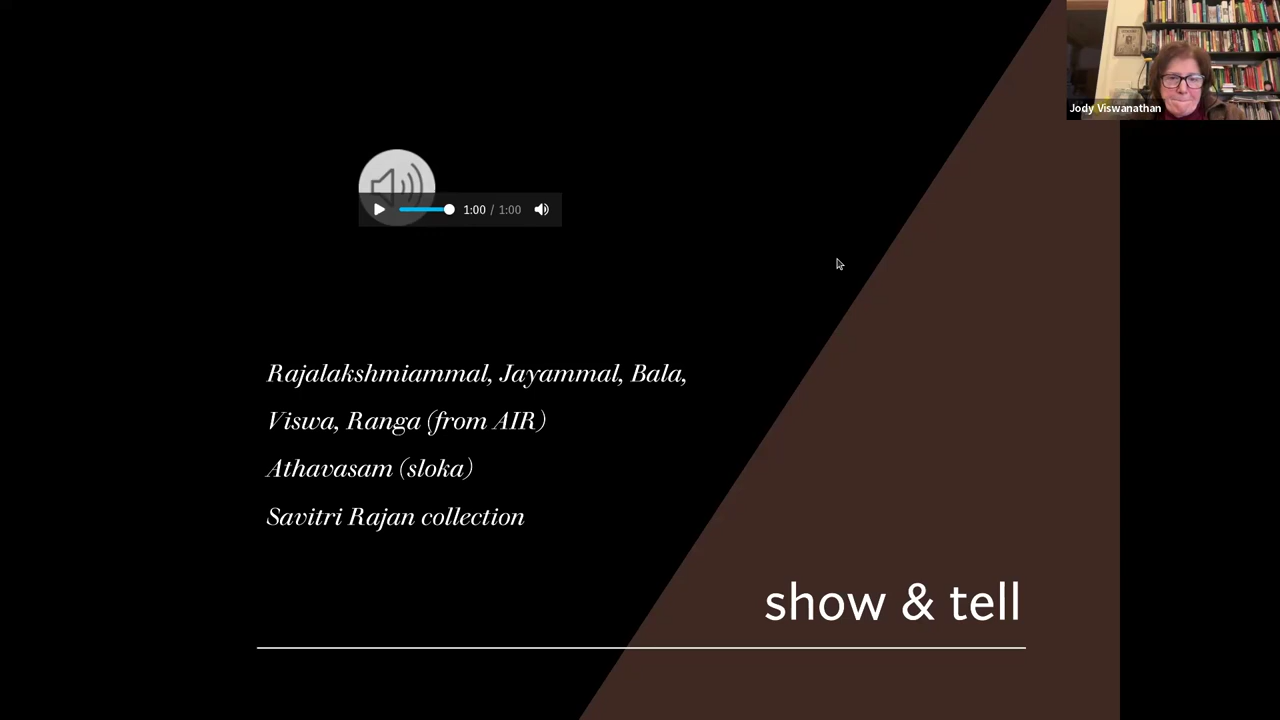 Jody Viswanathan
1:00 / 1:00
Rajalakshmiammal, Jayammal, Bala,
Viswa, Ranga (from AIR)
Athavasam (sloka)
Savitri Rajan collection
show & tell